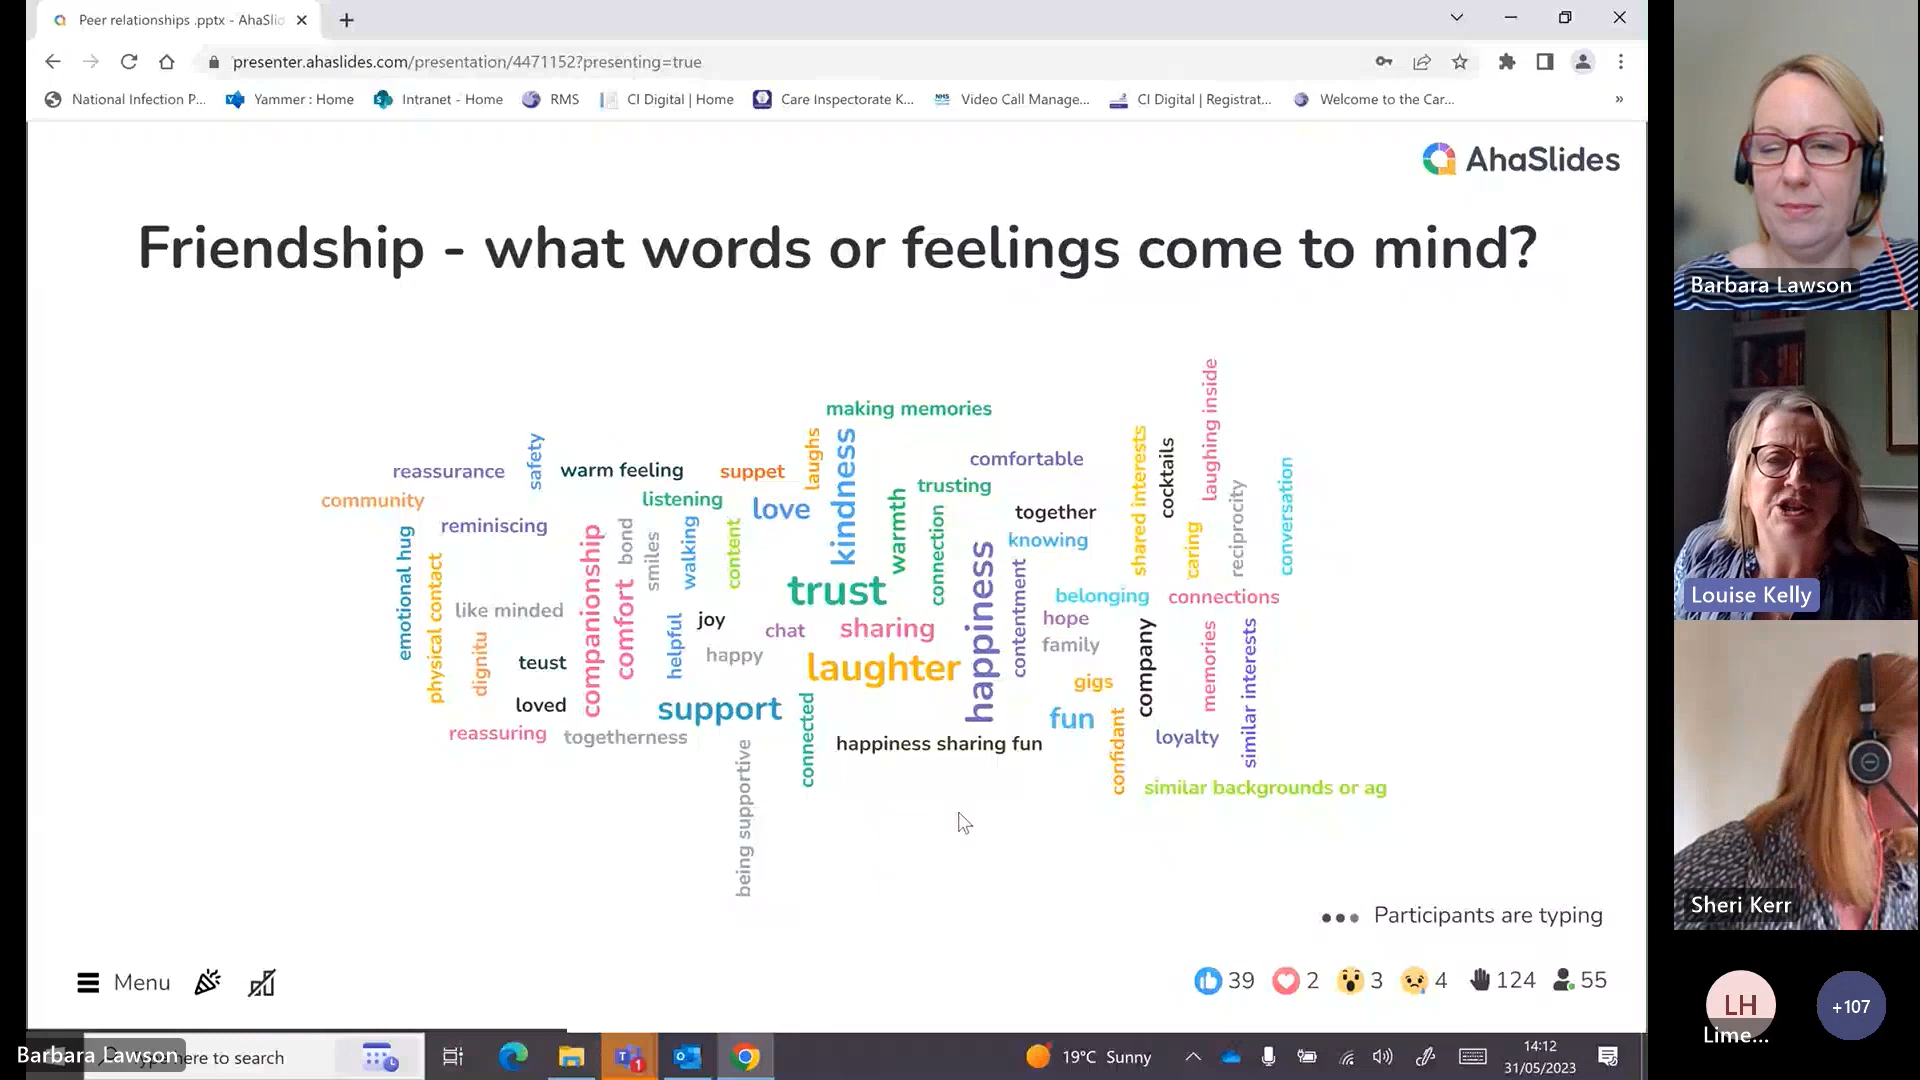 Peer relationships .pptx - AhaSlid
presenter.ahaslides.com/presentation/4471152?presenting=true
National Infection P... Yammer : Home Intranet - Home RMS CI Digital | Home Care Inspectorate K... Video Call Manage... CI Digital | Registrat... Welcome to the Car... »
AhaSlides
Friendship - what words or feelings come to mind?
laughing inside
making memories
kindness
laughs
shared interests
safety
cocktails
comfortable
conversation
reassurance
warm feeling
suppet
reciprocity
trusting
warmth
community
listening
love
connection
together
walking
bond
content
caring
reminiscing
companionship
emotional hug
smiles
knowing
happiness
physical contact
contentment
comfort
trust
belonging
connections
like minded
helpful
joy
chat
sharing
hope
company
memories
similar interests
dignitu
happy
family
teust
laughter
gigs
connected
loved
support
fun
confidant
reassuring
togetherness
happiness sharing fun
loyalty
being supportive
similar backgrounds or ag
Participants are typing
Menu
39 2 3 4 124 55
Barbara Lawson
Louise Kelly
Sheri Kerr
LH
Lime...
+107
Barbara Lawson
here to search
1
19°C Sunny
14:12
31/05/2023